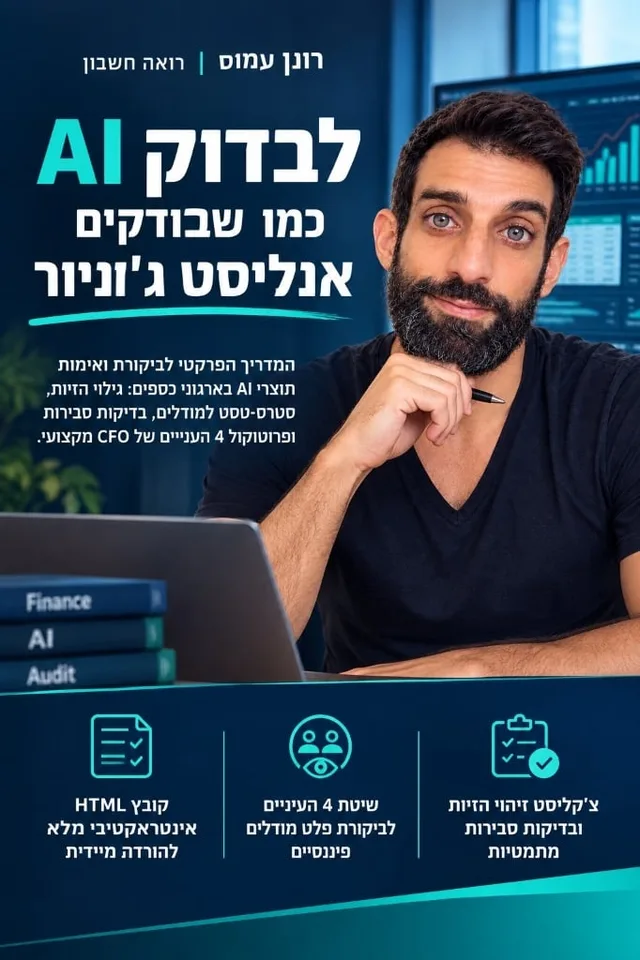 רונן עמוס | רואה חשבון
לבדוק AI
כמו שבודקים
אנליסט ג'וניור
המדריך הפרקטי לביקורת ואימות
תוצרי AI בארגוני כספים: גילוי הזיות,
סטרס-טסט למודלים, בדיקות סבירות
ופרוטוקול 4 העיניים של CFO מקצועי.
Finance
AI
Audit
צ'קליסט זיהוי הזיות
ובדיקות סבירות
מתמטיות
שיטת 4 העיניים
לביקורת פלט מודלים
פיננסיים
קובץ HTML
אינטראקטיבי מלא
להורדה מיידית